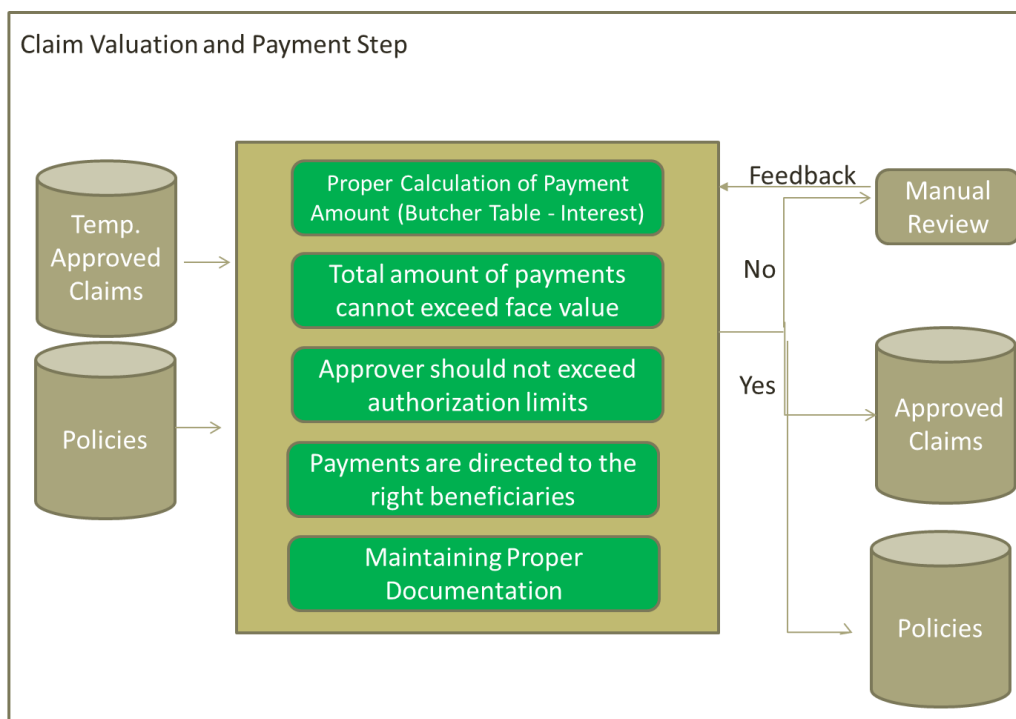 Claim Valuation and Payment Step
Temp.
Approved
Claims
Policies
Proper Calculation of Payment
Amount (Butcher Table - Interest)
Total amount of payments
cannot exceed face value
Approver should not exceed
authorization limits
Payments are directed to the
right beneficiaries
Maintaining Proper
Documentation
Feedback
No
Yes
Manual
Review
Approved
Claims
Policies